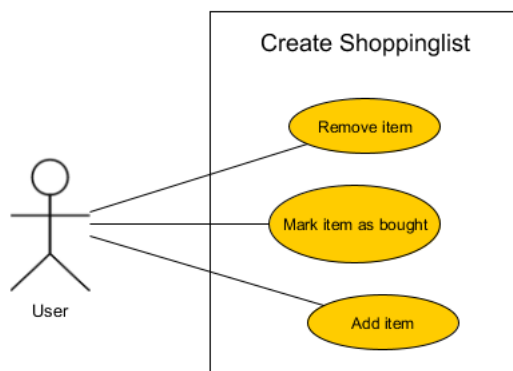 Create Shoppinglist
Remove item
Mark item as bought
Add item
User